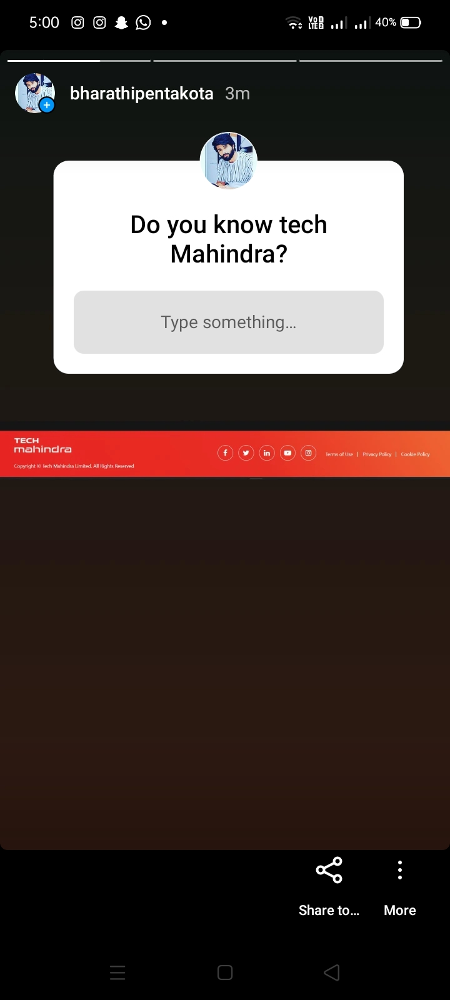 5:00
VoD
LTE2
40%
bharathipentakota 3m
Do you know tech
Mahindra?
Type something...
TECH
mahindra
Copyright © Tech Mahindra Limited. All Rights Reserved
Terms of Use | Privacy Policy | Cookie Policy
Share to...
More